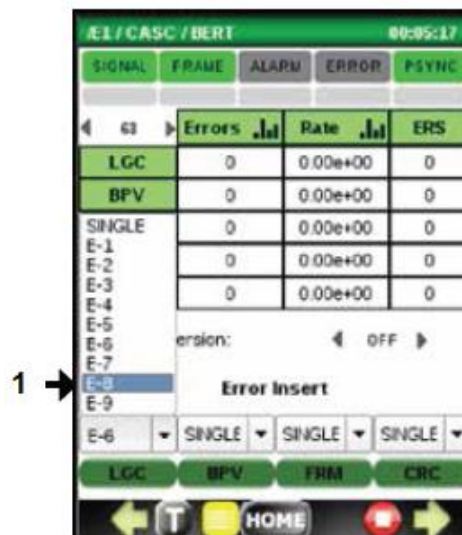 /E1 / CASC / BERT 00:05:17
SIGNAL FRAME ALARM ERROR PSYNC
63 Errors Rate ERS
LGC 0 0.00e+00 0
BPV 0 0.00e+00 0
SINGLE 0 0.00e+00 0
E-1
E-2 0 0.00e+00 0
E-3
E-4 0 0.00e+00 0
E-5
E-6 ersion: OFF
E-7
1 E-8 Error Insert
E-9
E-6 SINGLE SINGLE SINGLE
LGC BPV FRM CRC
T HOME